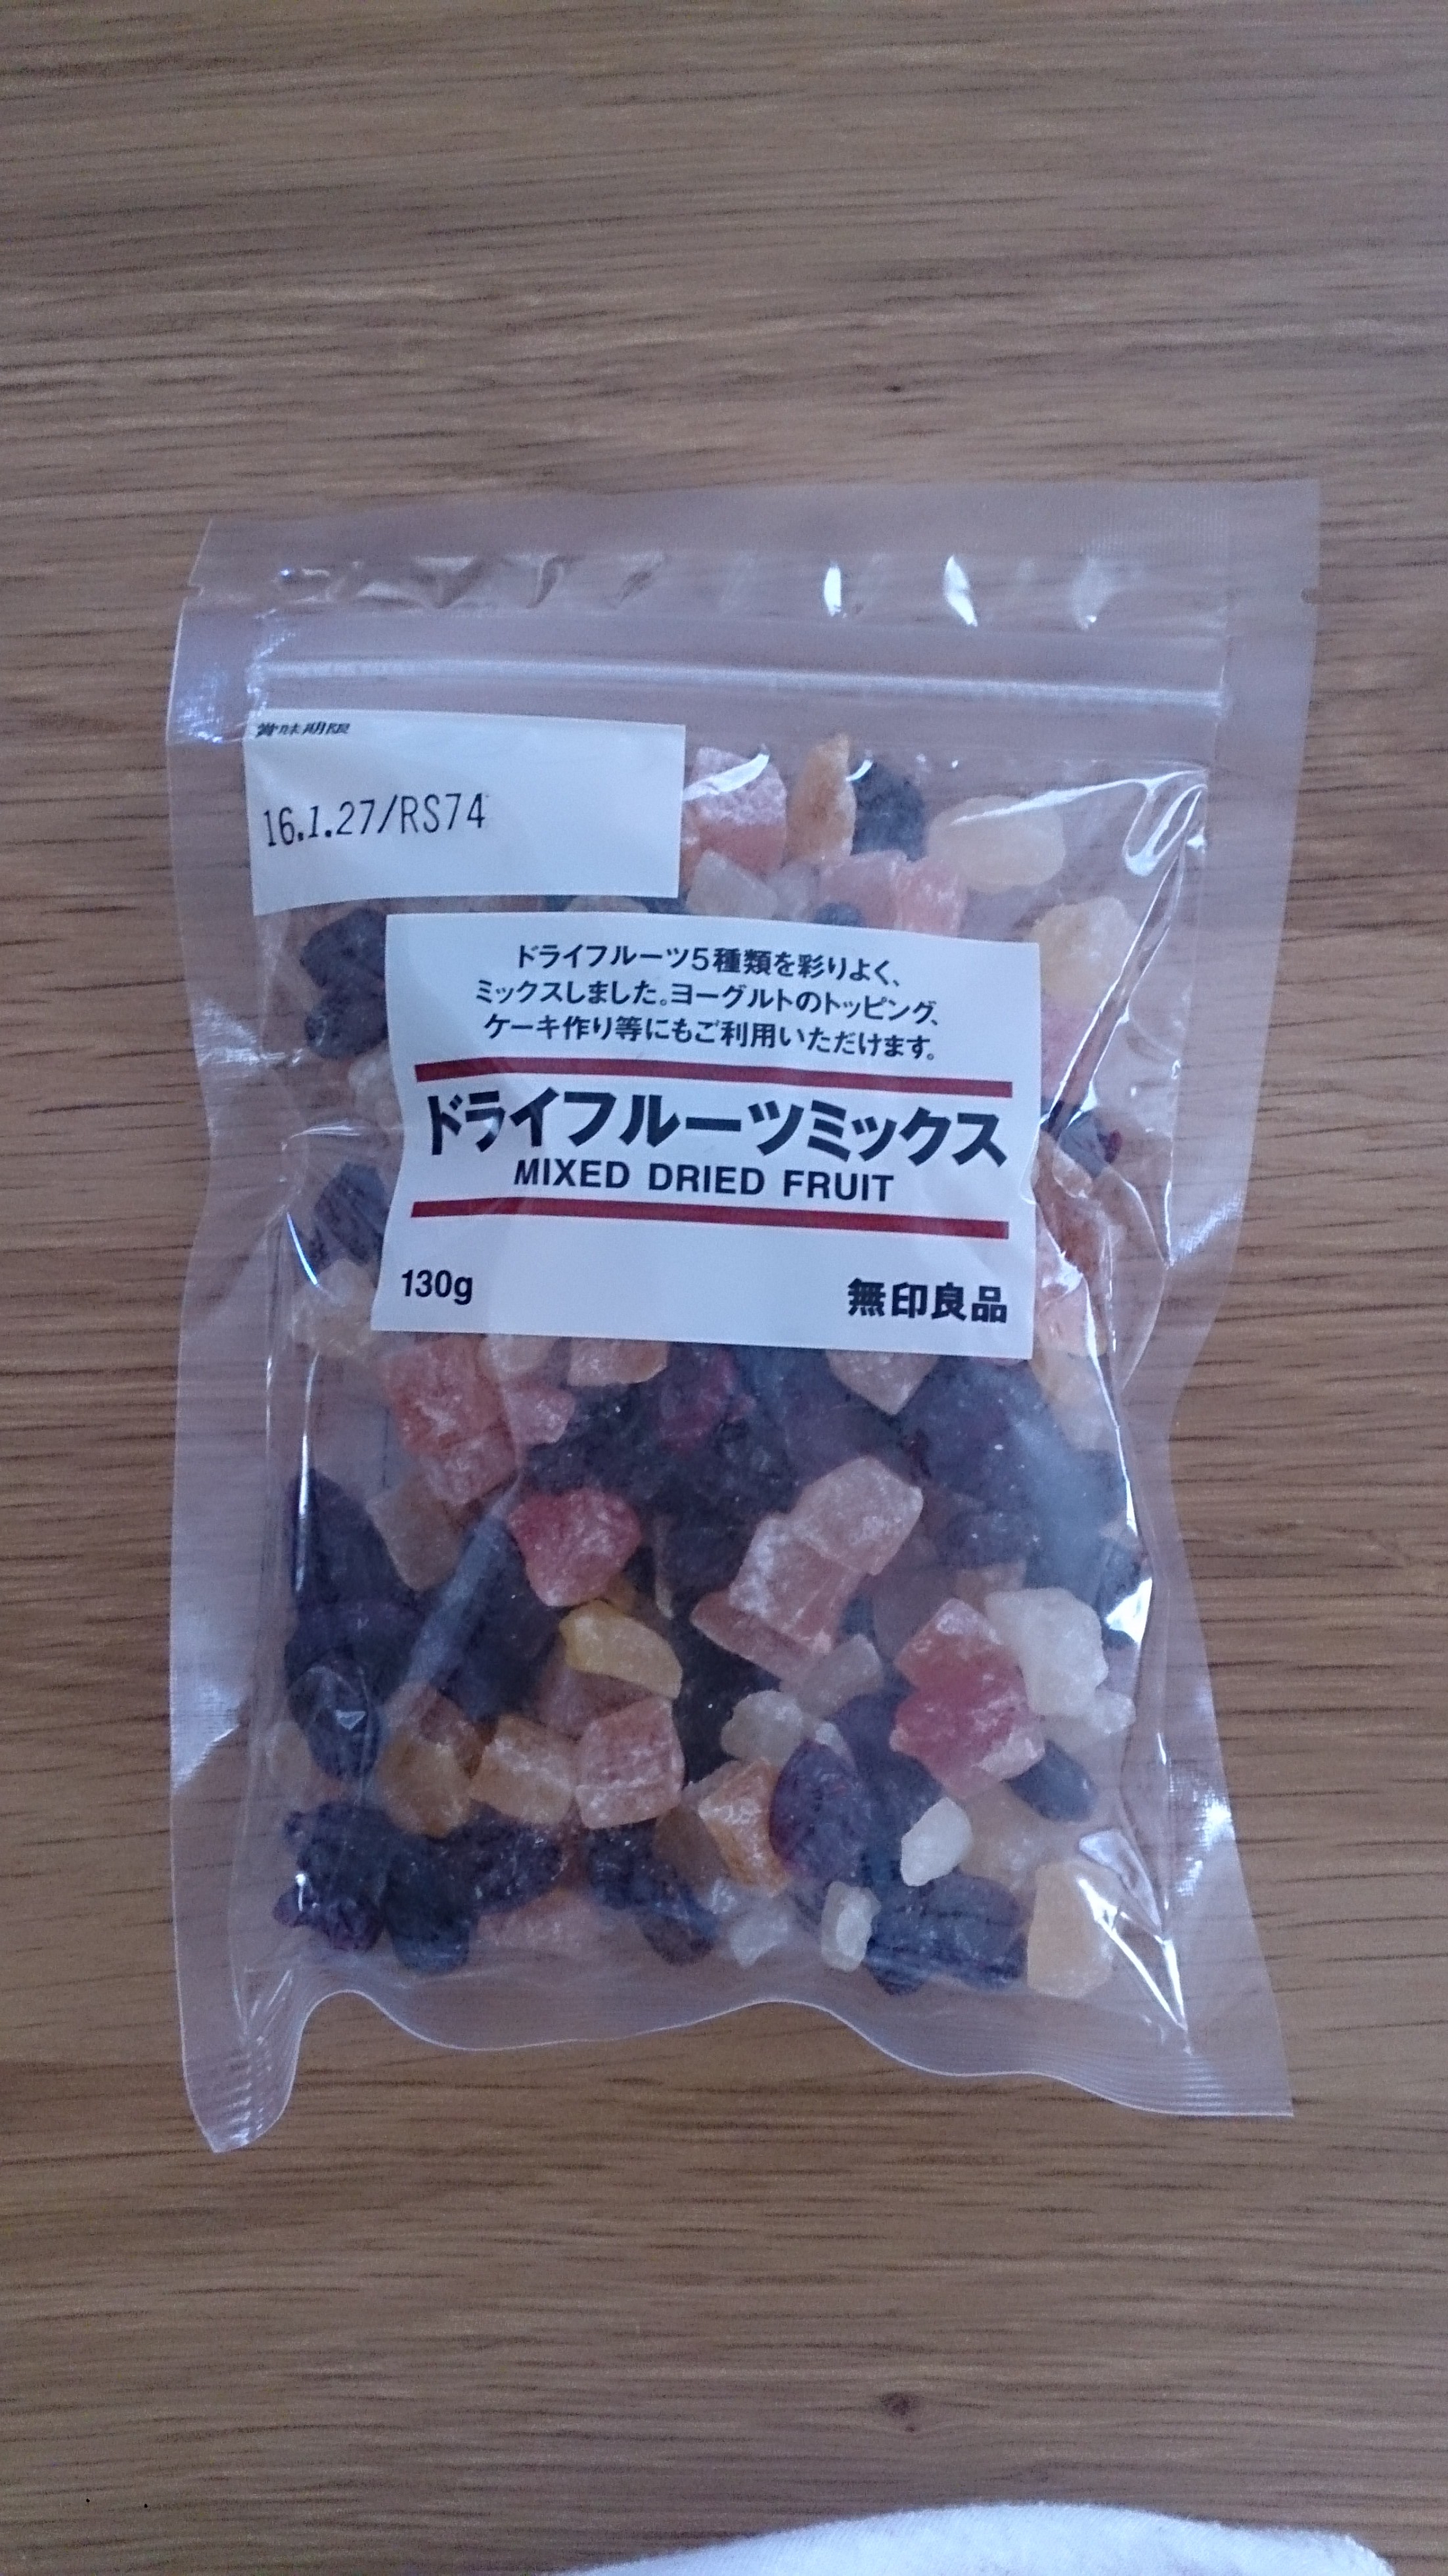 賞味期限
16.1.27/RS74
ドライフルーツ5種類を彩りよく、
ミックスしました。ヨーグルトのトッピング、
ケーキ作り等にもご利用いただけます。
ドライフルーツミックス
MIXED DRIED FRUIT
130g
無印良品